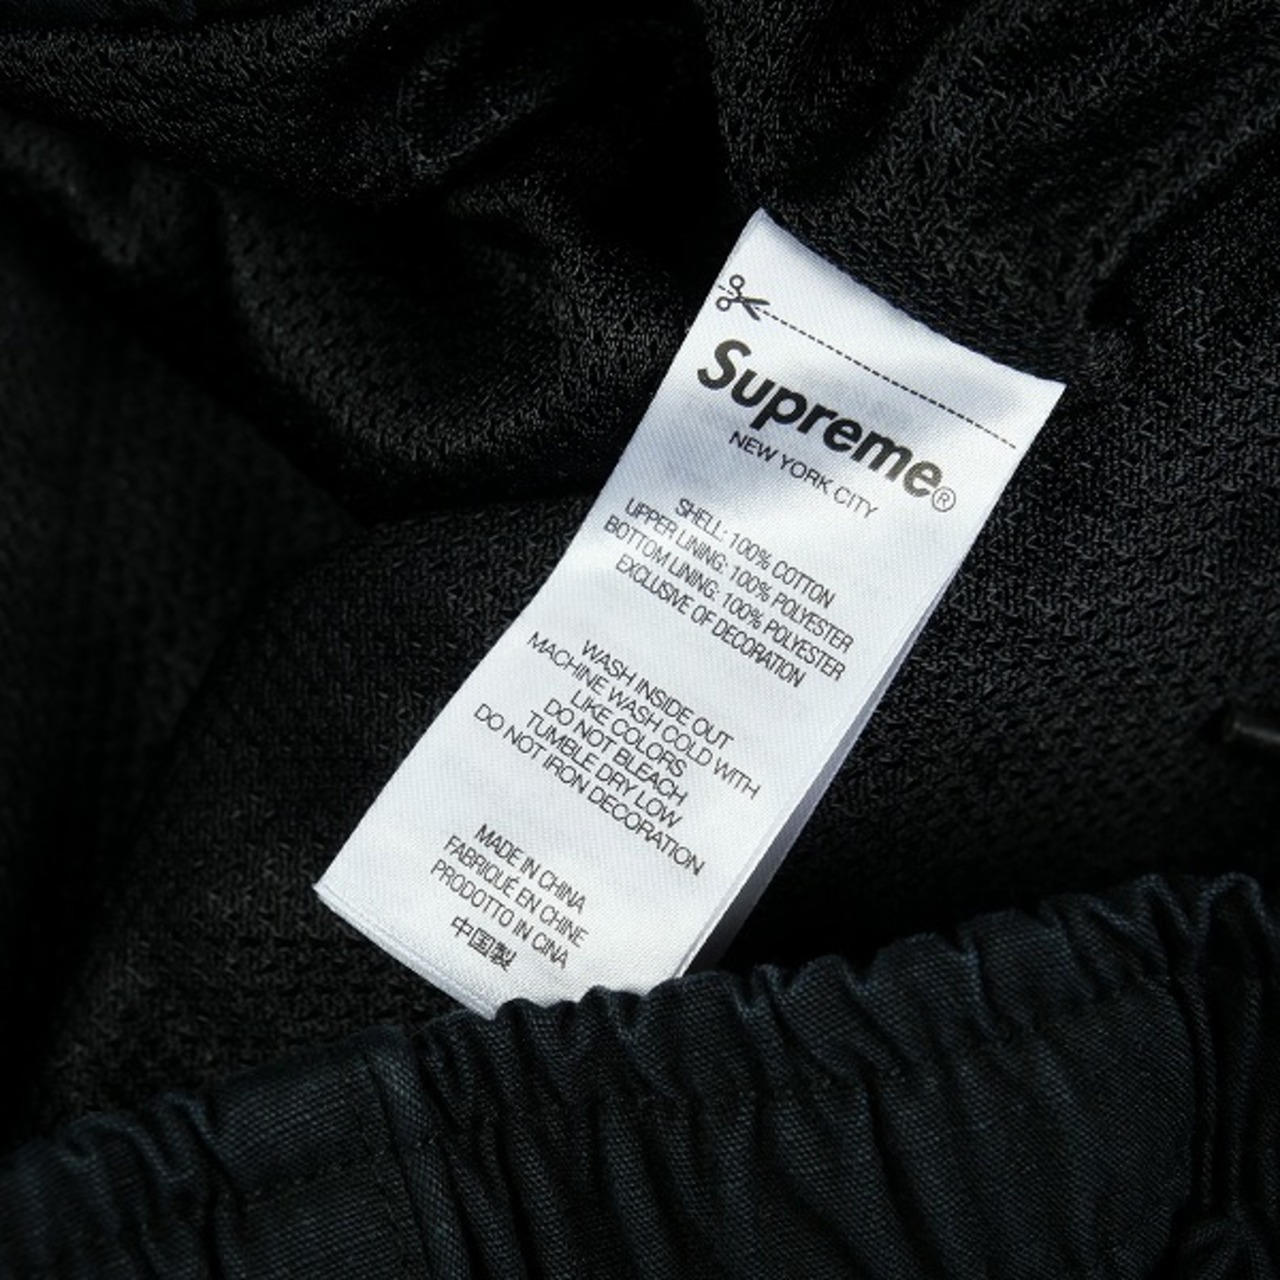 Supreme®
NEW YORK CITY
SHELL: 100% COTTON
UPPER LINING: 100% POLYESTER
BOTTOM LINING: 100% POLYESTER
EXCLUSIVE OF DECORATION
WASH INSIDE OUT
MACHINE WASH COLD WITH
LIKE COLORS
DO NOT BLEACH
TUMBLE DRY LOW
DO NOT IRON DECORATION
MADE IN CHINA
FABRIQUÉ EN CHINE
PRODOTTO IN CINA
中国製